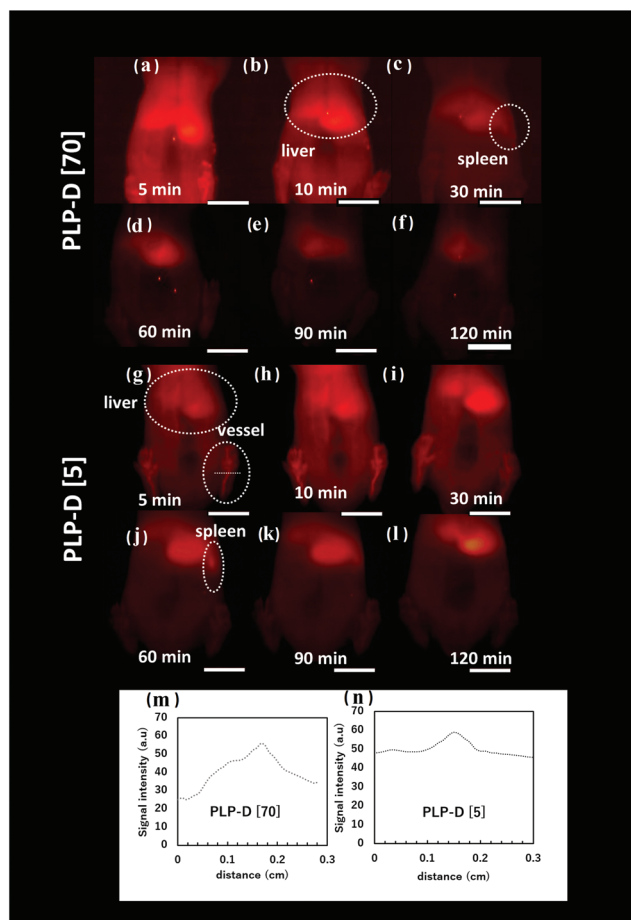 PLP-D [70]
(a)
(b)
(c)
liver
spleen
5 min
10 min
30 min
(d)
(e)
(f)
60 min
90 min
120 min
PLP-D [5]
(g)
(h)
(i)
liver
vessel
5 min
10 min
30 min
(j)
spleen
(k)
(l)
60 min
90 min
120 min
(m)
Signal intensity (a.u)
70
60
50
40
30
20
10
0
PLP-D [70]
0 0.1 0.2 0.3
distance (cm)
(n)
Signal intensity (a.u)
70
60
50
40
30
20
10
0
PLP-D [5]
0 0.1 0.2 0.3
distance (cm)